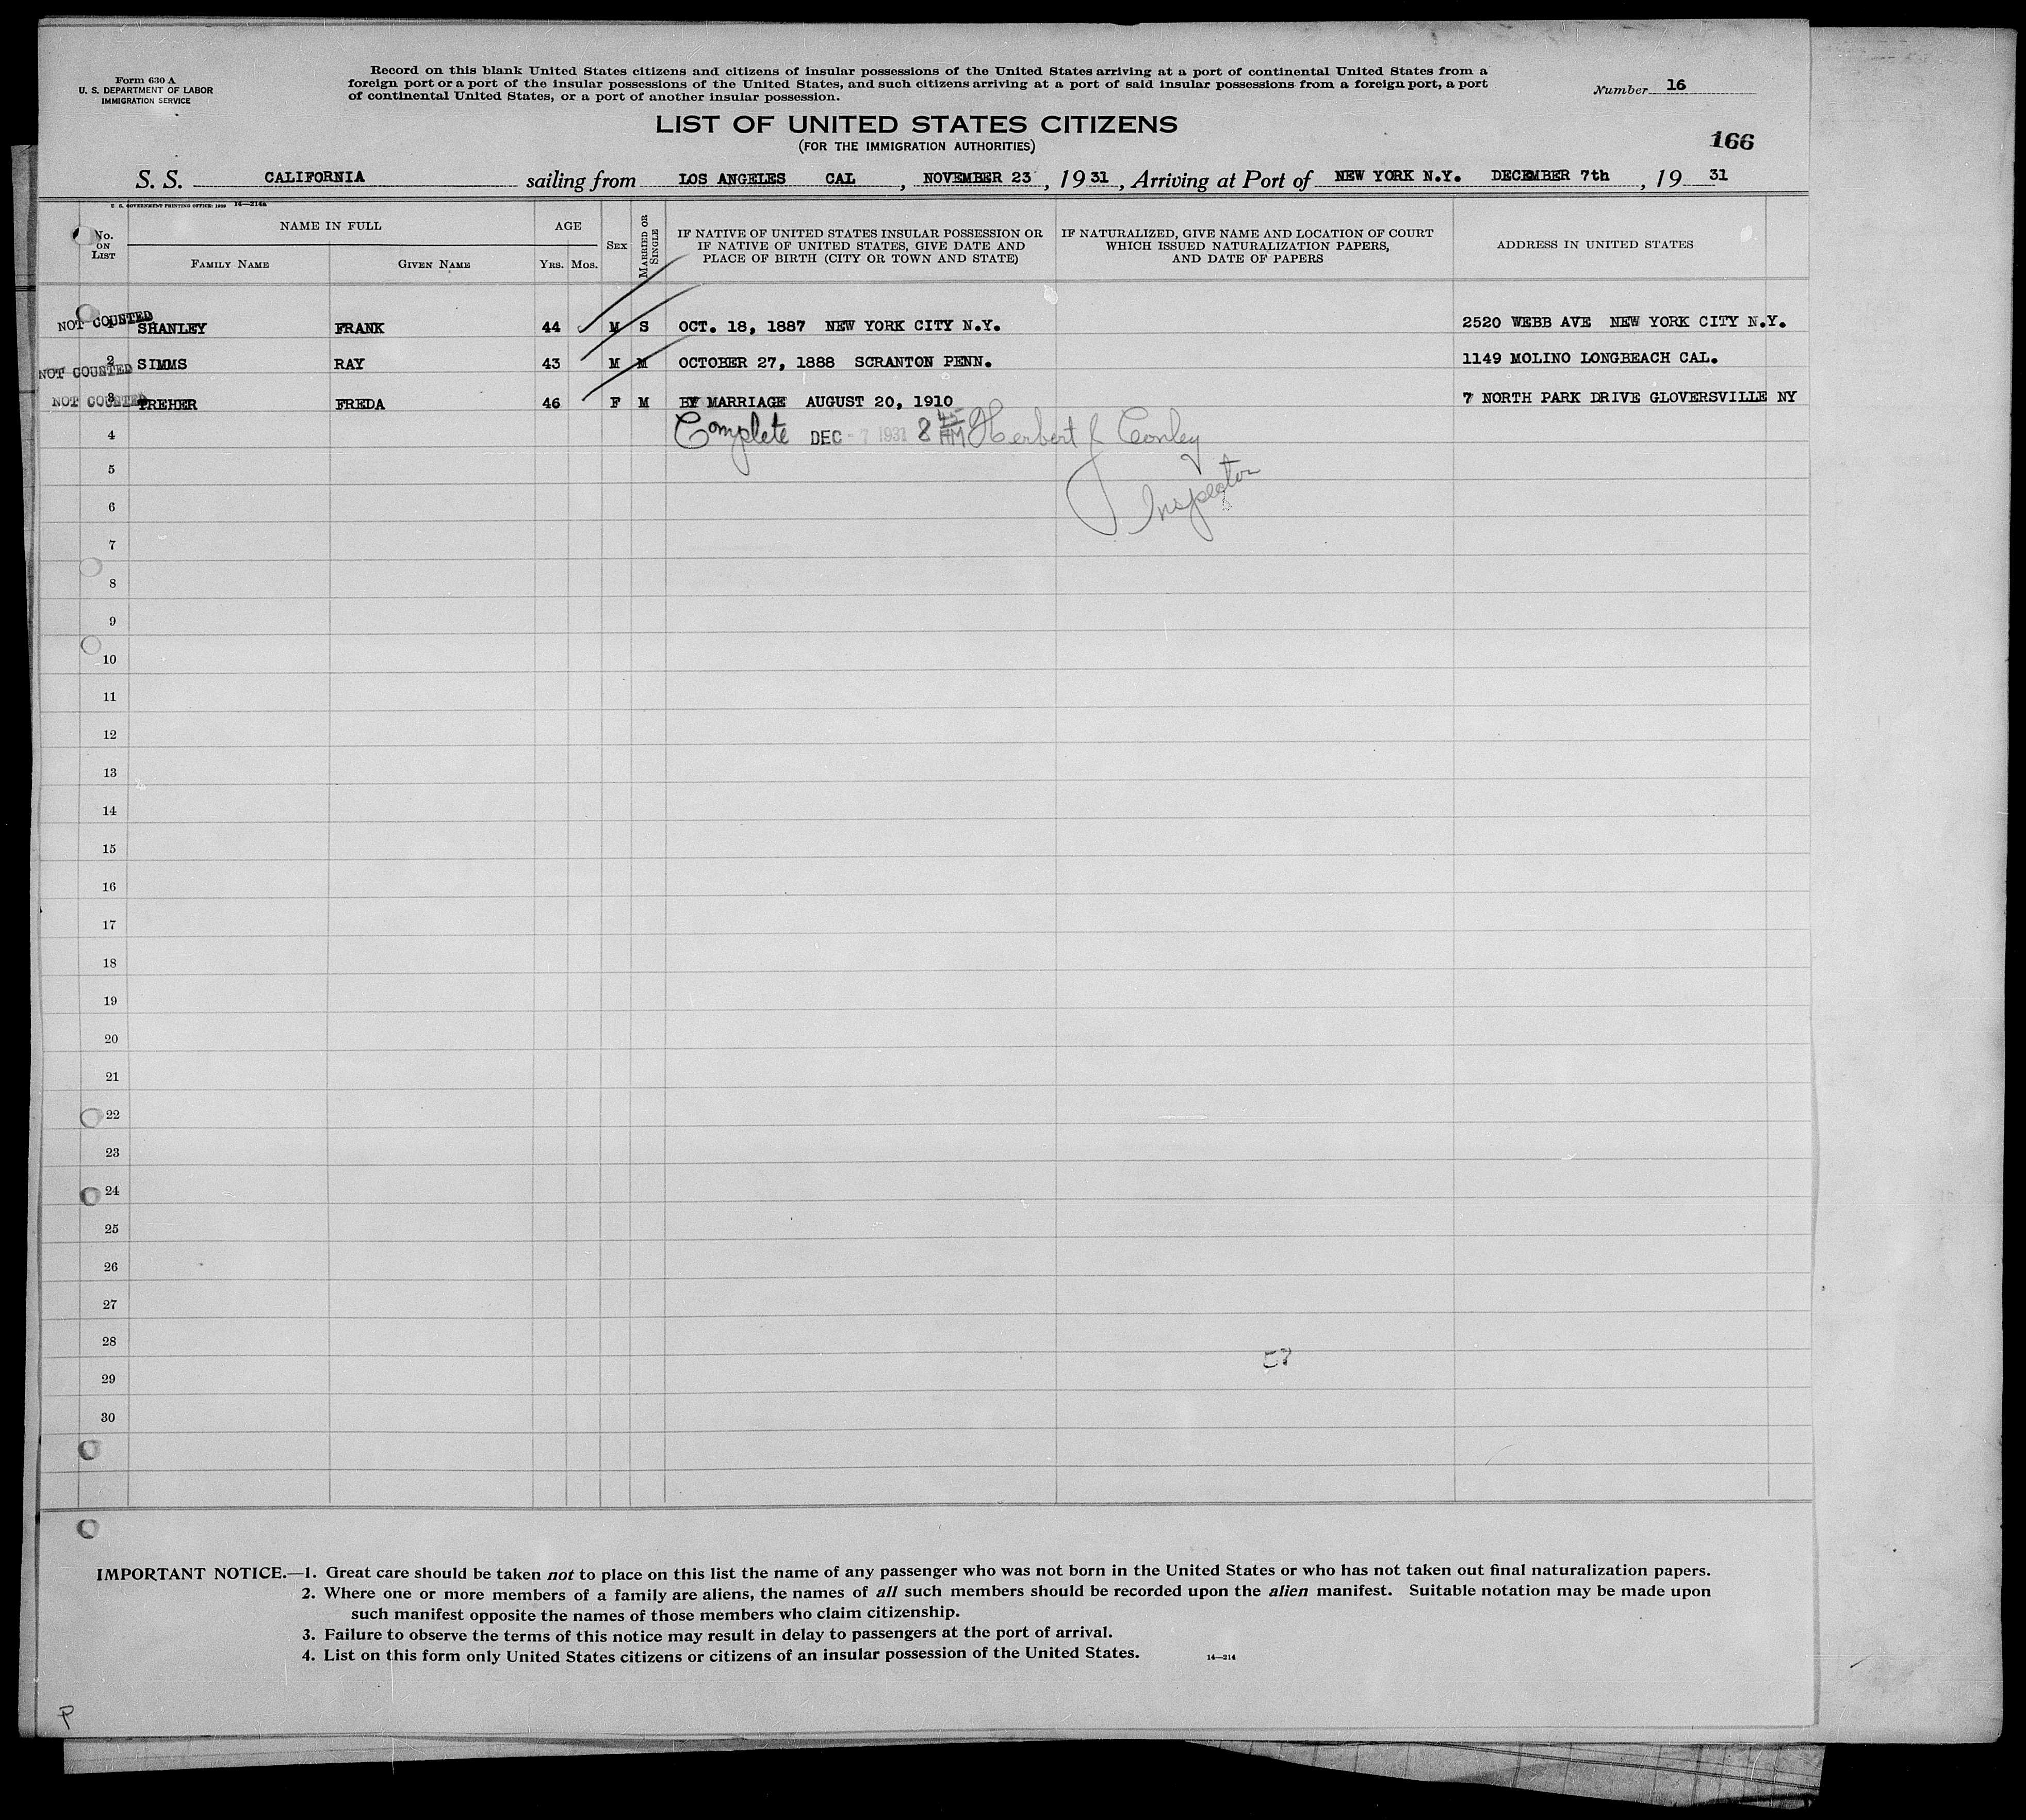 Form 630 A
U. S. DEPARTMENT OF LABOR
IMMIGRATION SERVICE
Record on this blank United States citizens and citizens of insular possessions of the United States arriving at a port of continental United States from a
foreign port or a port of the insular possessions of the United States, and such citizens arriving at a port of said insular possessions from a foreign port, a port
of continental United States, or a port of another insular possession.
Number 16
LIST OF UNITED STATES CITIZENS
(FOR THE IMMIGRATION AUTHORITIES)
166
S. S. CALIFORNIA sailing from LOS ANGELES CAL, NOVEMBER 23, 1931, Arriving at Port of NEW YORK N.Y. DECEMBER 7th, 19 31
U. S. GOVERNMENT PRINTING OFFICE: 1929 14—214a
No. ON LIST
NAME IN FULL
FAMILY NAME GIVEN NAME
AGE
YRS. MOS.
SEX
MARRIED OR SINGLE
IF NATIVE OF UNITED STATES INSULAR POSSESSION OR
IF NATIVE OF UNITED STATES, GIVE DATE AND
PLACE OF BIRTH (CITY OR TOWN AND STATE)
IF NATURALIZED, GIVE NAME AND LOCATION OF COURT
WHICH ISSUED NATURALIZATION PAPERS,
AND DATE OF PAPERS
ADDRESS IN UNITED STATES
NOT COUNTED 1 SHANLEY FRANK 44 M S OCT. 18, 1887 NEW YORK CITY N.Y. 2520 WEBB AVE NEW YORK CITY N.Y.
NOT COUNTED 2 SIMMS RAY 43 M M OCTOBER 27, 1888 SCRANTON PENN. 1149 MOLINO LONGBEACH CAL.
NOT COUNTED 3 TREHER FREDA 46 F M BY MARRIAGE AUGUST 20, 1910 7 NORTH PARK DRIVE GLOVERSVILLE NY
4 Complete DEC - 7 1931 8 45 AM Herbert J Conley
5
Inspector
6
7
8
9
10
11
12
13
14
15
16
17
18
19
20
21
22
23
24
25
26
27
28
57
29
30
IMPORTANT NOTICE.—1. Great care should be taken not to place on this list the name of any passenger who was not born in the United States or who has not taken out final naturalization papers.
2. Where one or more members of a family are aliens, the names of all such members should be recorded upon the alien manifest. Suitable notation may be made upon
such manifest opposite the names of those members who claim citizenship.
3. Failure to observe the terms of this notice may result in delay to passengers at the port of arrival.
4. List on this form only United States citizens or citizens of an insular possession of the United States.
14—214
P